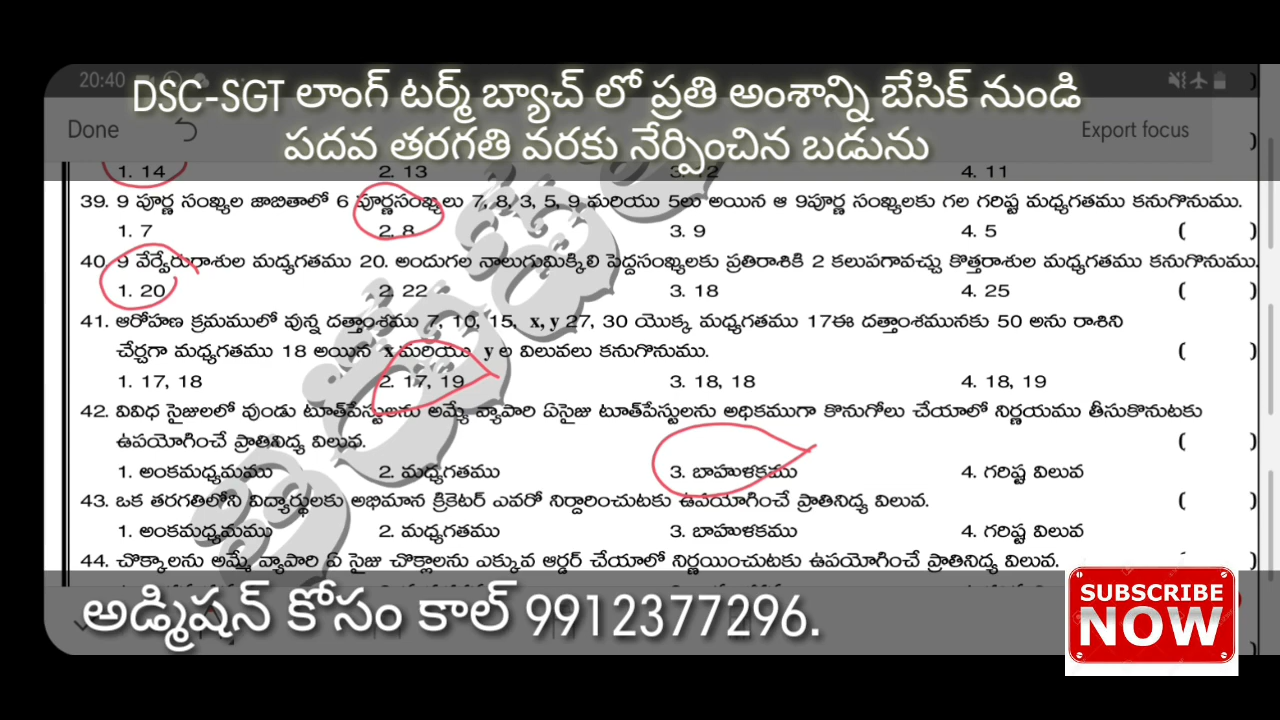 20:40
DSC-SGT లాంగ్ టర్మ్ బ్యాచ్ లో ప్రతి అంశాన్ని బేసిక్ నుండి
Done
Export focus
పదవ తరగతి వరకు నేర్పించిన బడును
1. 14 2. 13 3. 12 4. 11
39. 9 పూర్ణ సంఖ్యల జాబితాలో 6 పూర్ణసంఖ్యలు 7, 8, 3, 5, 9 మరియు 5లు అయిన ఆ 9పూర్ణ సంఖ్యలకు గల గరిష్ట మధ్యగతము కనుగొనుము.
1. 7 2. 8 3. 9 4. 5 ( )
40. 9 వేర్వేరురాశుల మధ్యగతము 20. అందుగల నాలుగుమిక్కిలి పెద్దసంఖ్యలకు ప్రతిరాశికి 2 కలుపగావచ్చు కొత్తరాశుల మధ్యగతము కనుగొనుము.
1. 20 2. 22 3. 18 4. 25 ( )
41. ఆరోహణ క్రమములో వున్న దత్తాంశము 7, 10, 15, x, y 27, 30 యొక్క మధ్యగతము 17ఈ దత్తాంశమునకు 50 అను రాశిని
చేర్చగా మధ్యగతము 18 అయిన x మరియు y ల విలువలు కనుగొనుము. ( )
1. 17, 18 2. 17, 19 3. 18, 18 4. 18, 19
42. వివిధ సైజులలో వుండు టూత్‌పేస్టులను అమ్మే వ్యాపారి ఏసైజు టూత్‌పేస్టులను అధికముగా కొనుగోలు చేయాలో నిర్ణయము తీసుకొనుటకు
ఉపయోగించే ప్రాతినిద్య విలువ. ( )
1. అంకమధ్యమము 2. మధ్యగతము 3. బాహుళకము 4. గరిష్ట విలువ
43. ఒక తరగతిలోని విద్యార్థులకు అభిమాన క్రికెటర్ ఎవరో నిర్దారించుటకు ఉపయోగించే ప్రాతినిద్య విలువ. ( )
1. అంకమధ్యమము 2. మధ్యగతము 3. బాహుళకము 4. గరిష్ట విలువ
44. చొక్కాలను అమ్మే వ్యాపారి ఏ సైజు చొక్కాలను ఎక్కువ ఆర్డర్ చేయాలో నిర్ణయించుటకు ఉపయోగించే ప్రాతినిద్య విలువ.
అడ్మిషన్ కోసం కాల్ 9912377296.
SUBSCRIBE
NOW